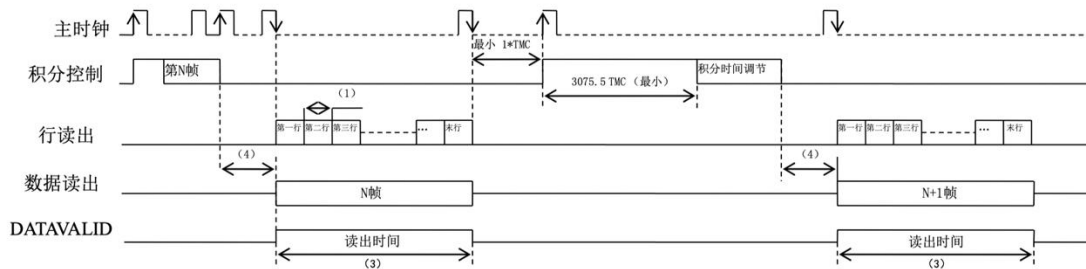 主时钟
最小 1*TMC
积分控制
第N帧
3075.5 TMC（最小）
积分时间调节
（1）
行读出
第一行 第二行 第三行 … 末行
第一行 第二行 第三行 … 末行
（4）
（4）
数据读出
N帧
N+1 帧
DATAVALID
读出时间
读出时间
（3）
（3）